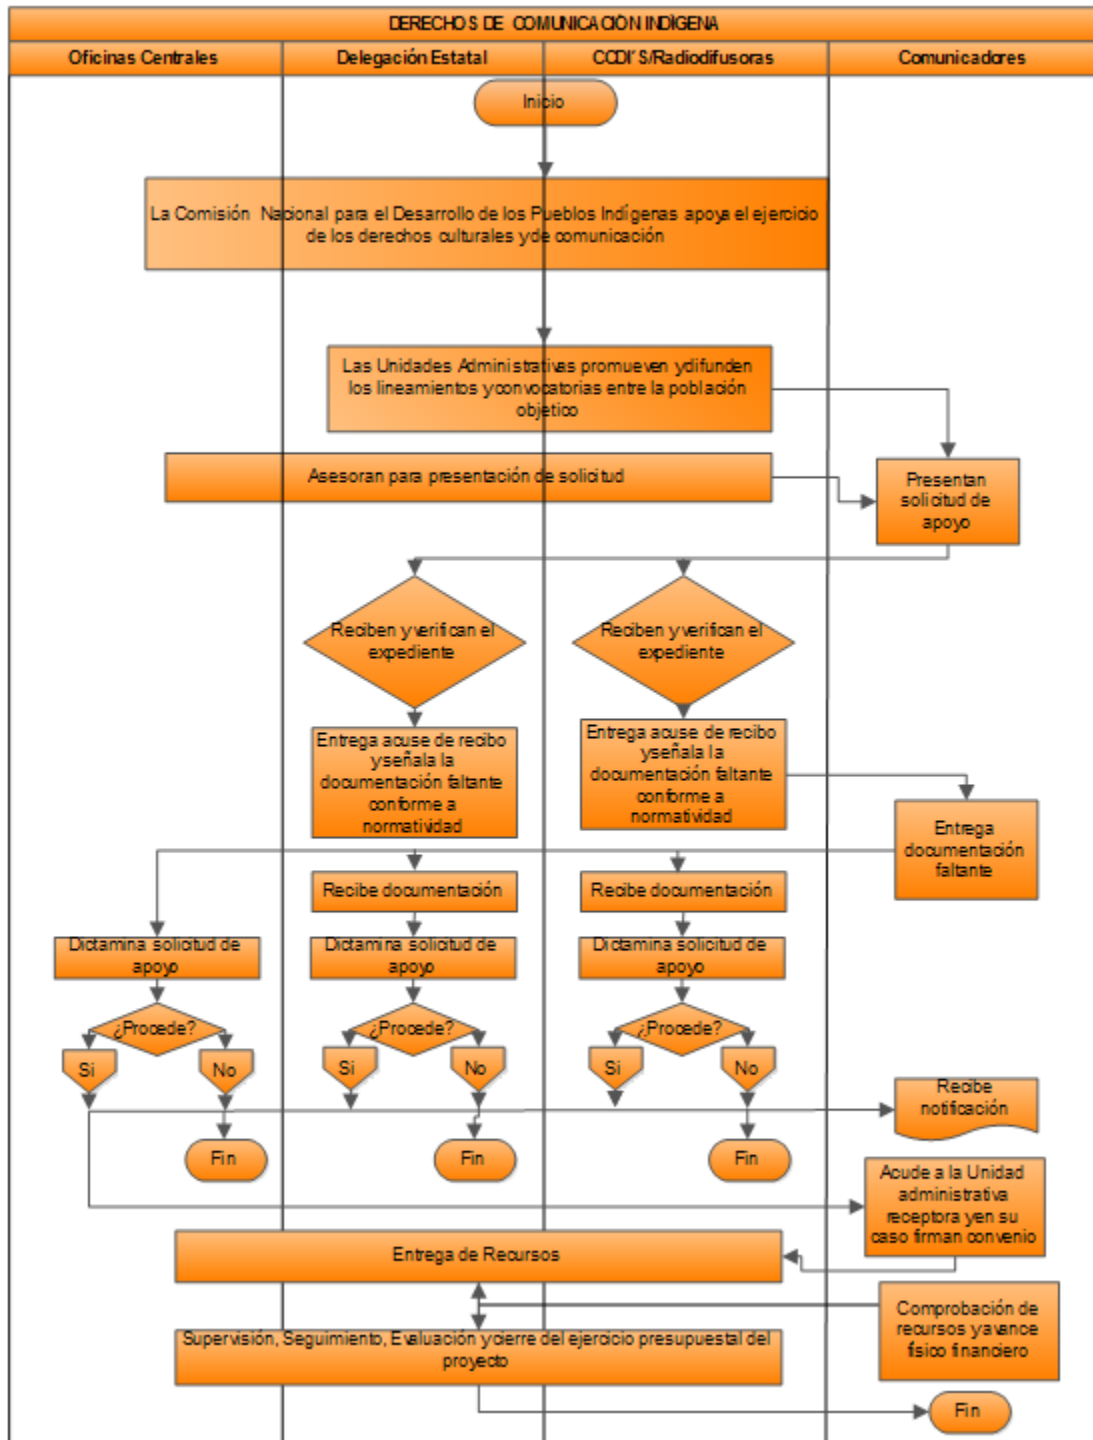 DERECHOS DE COMUNICACIÓN INDÍGENA
Oficinas Centrales
Delegación Estatal
CCDI´S/Radiodifusoras
Comunicadores
Inicio
La Comisión Nacional para el Desarrollo de los Pueblos Indígenas apoya el ejercicio
de los derechos culturales y de comunicación
Las Unidades Administrativas promueven y difunden
los lineamientos y convocatorias entre la población
objetico
Asesoran para presentación de solicitud
Presentan
solicitud de
apoyo
Reciben y verifican el
expediente
Reciben y verifican el
expediente
Entrega acuse de recibo
y señala la
documentación faltante
conforme a
normatividad
Entrega acuse de recibo
y señala la
documentación faltante
conforme a
normatividad
Entrega
documentación
faltante
Recibe documentación
Recibe documentación
Dictamina solicitud de
apoyo
Dictamina solicitud de
apoyo
Dictamina solicitud de
apoyo
¿Procede?
¿Procede?
¿Procede?
Si
No
Si
No
Si
No
Recibe
notificación
Fin
Fin
Fin
Acude a la Unidad
administrativa
receptora y en su
caso firman convenio
Entrega de Recursos
Comprobación de
recursos y avance
físico financiero
Supervisión, Seguimiento, Evaluación y cierre del ejercicio presupuestal del
proyecto
Fin